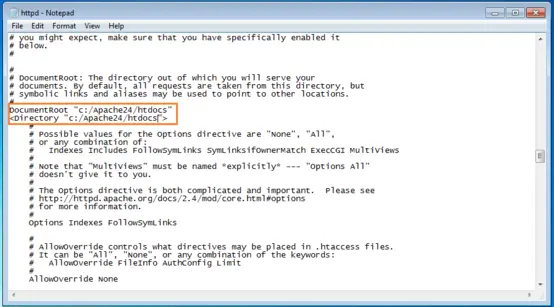 httpd - Notepad
File Edit Format View Help
# you might expect, make sure that you have specifically enabled it
# below.
#
#
# DocumentRoot: The directory out of which you will serve your
# documents. By default, all requests are taken from this directory, but
# symbolic links and aliases may be used to point to other locations.
#
DocumentRoot "c:/Apache24/htdocs"
<Directory "c:/Apache24/htdocs">
#
# Possible values for the Options directive are "None", "All",
# or any combination of:
#   Indexes Includes FollowSymLinks SymLinksifOwnerMatch ExecCGI MultiViews
#
# Note that "MultiViews" must be named *explicitly* --- "Options All"
# doesn't give it to you.
#
# The Options directive is both complicated and important.  Please see
# http://httpd.apache.org/docs/2.4/mod/core.html#options
# for more information.
#
Options Indexes FollowSymLinks
#
# AllowOverride controls what directives may be placed in .htaccess files.
# It can be "All", "None", or any combination of the keywords:
#   AllowOverride FileInfo AuthConfig Limit
#
AllowOverride None